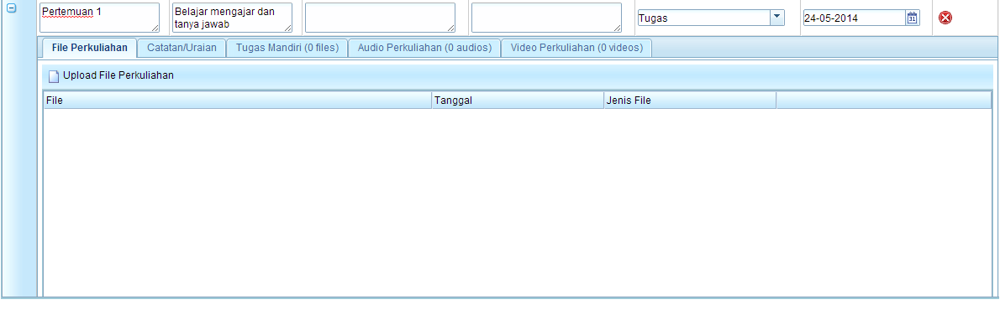 Pertemuan 1
Belajar mengajar dan
tanya jawab
Tugas
24-05-2014
31
File Perkuliahan
Catatan/Uraian
Tugas Mandiri (0 files)
Audio Perkuliahan (0 audios)
Video Perkuliahan (0 videos)
Upload File Perkuliahan
File
Tanggal
Jenis File